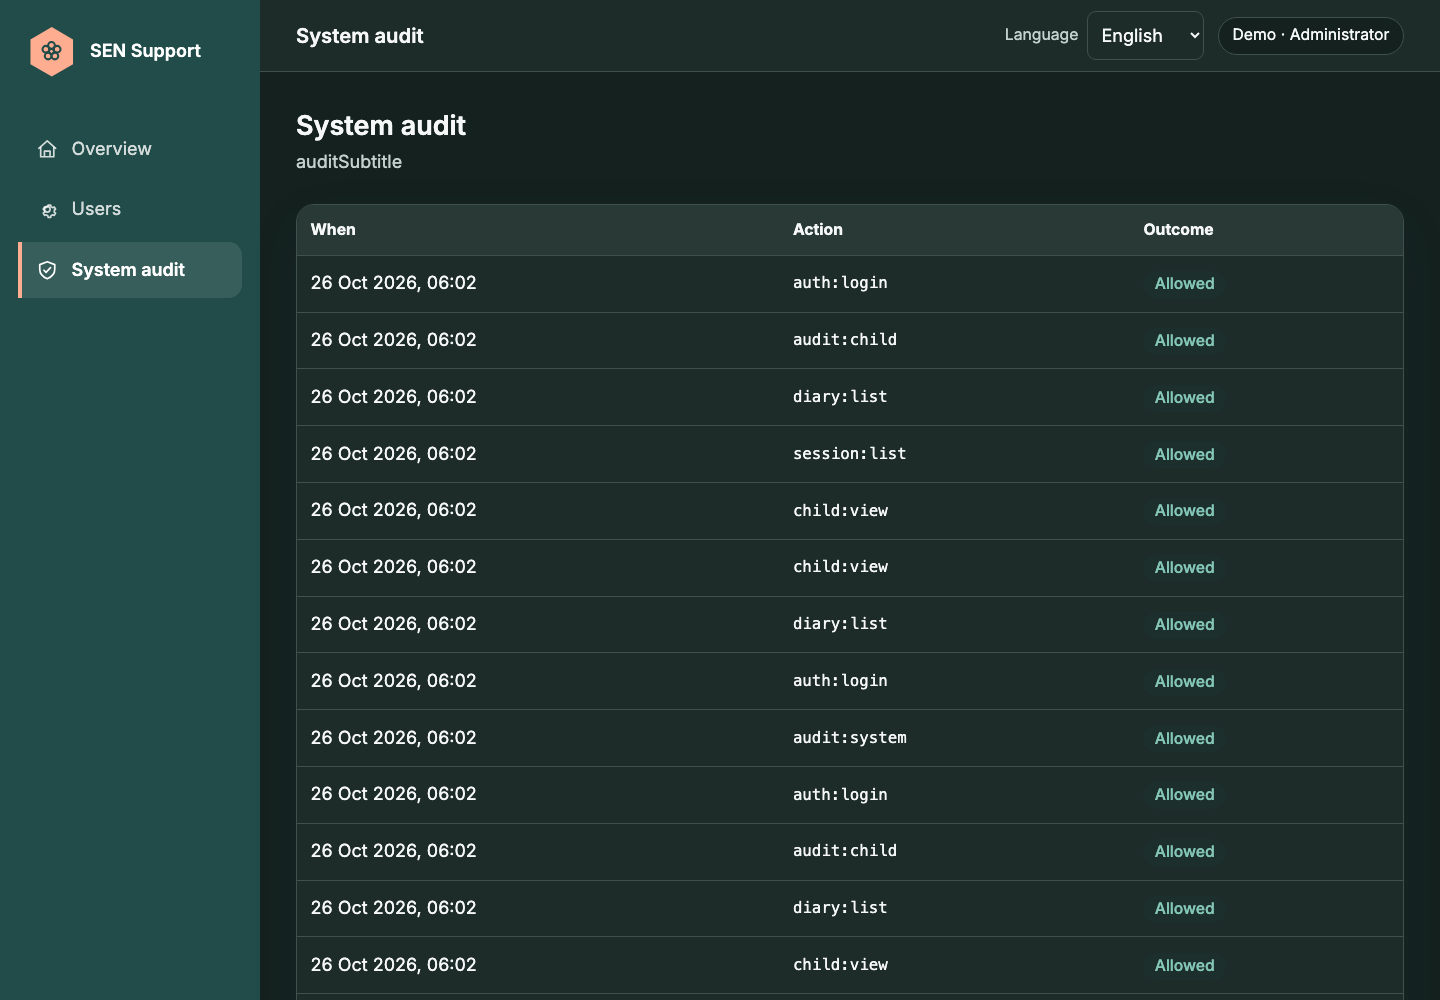 SEN Support
System audit
Language
English
Demo · Administrator
Overview
Users
System audit
System audit
auditSubtitle
When Action Outcome
26 Oct 2026, 06:02 auth:login Allowed
26 Oct 2026, 06:02 audit:child Allowed
26 Oct 2026, 06:02 diary:list Allowed
26 Oct 2026, 06:02 session:list Allowed
26 Oct 2026, 06:02 child:view Allowed
26 Oct 2026, 06:02 child:view Allowed
26 Oct 2026, 06:02 diary:list Allowed
26 Oct 2026, 06:02 auth:login Allowed
26 Oct 2026, 06:02 audit:system Allowed
26 Oct 2026, 06:02 auth:login Allowed
26 Oct 2026, 06:02 audit:child Allowed
26 Oct 2026, 06:02 diary:list Allowed
26 Oct 2026, 06:02 child:view Allowed